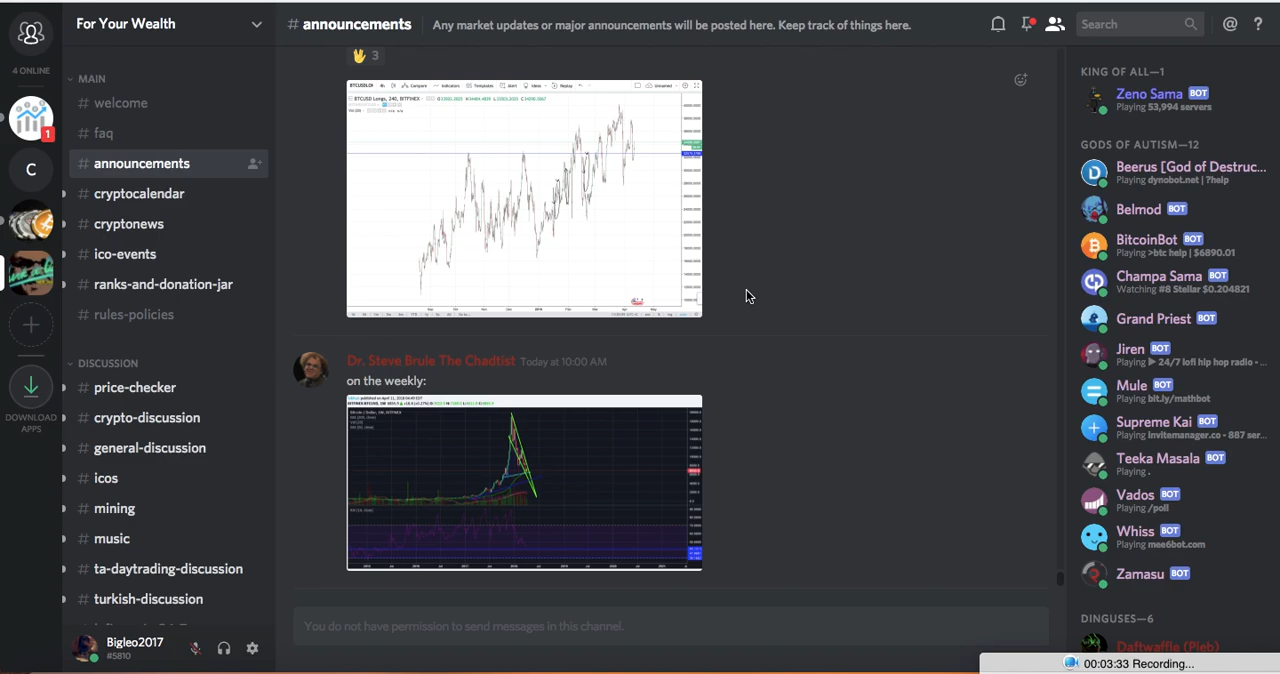 For Your Wealth
# announcements
Any market updates or major announcements will be posted here. Keep track of things here.
Search
@
?
4 ONLINE
1
C
DOWNLOAD
APPS
MAIN
# welcome
# faq
# announcements
# cryptocalendar
# cryptonews
# ico-events
# ranks-and-donation-jar
# rules-policies
DISCUSSION
# price-checker
# crypto-discussion
# general-discussion
# icos
# mining
# music
# ta-daytrading-discussion
# turkish-discussion
Bigleo2017
#5810
3
BTCUSD Longs, 240, BITFINEX
Dr. Steve Brule The Chadtist Today at 10:00 AM
on the weekly:
You do not have permission to send messages in this channel.
KING OF ALL—1
Zeno Sama BOT
Playing 53,994 servers
GODS OF AUTISM—12
Beerus [God of Destruc...
Playing dynobot.net | ?help
Belmod BOT
BitcoinBot BOT
Playing >btc help | $6890.01
Champa Sama BOT
Watching #8 Stellar $0.204821
Grand Priest BOT
Jiren BOT
Playing ▶ 24/7 lofi hip hop radio - ...
Mule BOT
Playing bit.ly/mathbot
Supreme Kai BOT
Playing invitemanager.co - 887 ser...
Teeka Masala BOT
Playing .
Vados BOT
Playing /poll
Whiss BOT
Playing mee6bot.com
Zamasu BOT
DINGUSES—6
Daftwaffle (Pleb)
00:03:33 Recording...